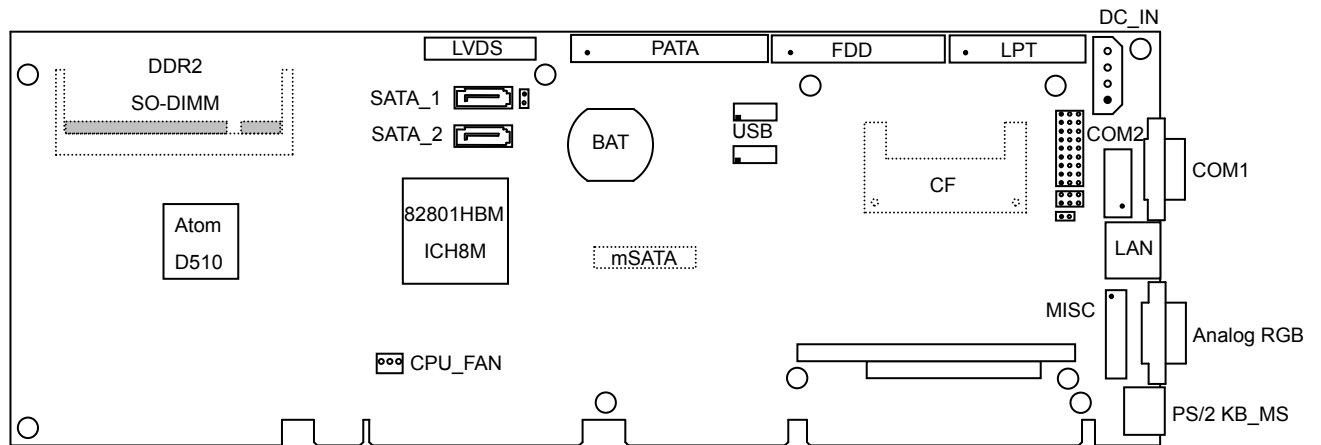 DC_IN
LVDS
PATA
FDD
LPT
DDR2
SO-DIMM
SATA_1
SATA_2
BAT
USB
COM2
COM1
CF
Atom
D510
82801HBM
ICH8M
mSATA
LAN
MISC
Analog RGB
CPU_FAN
PS/2 KB_MS